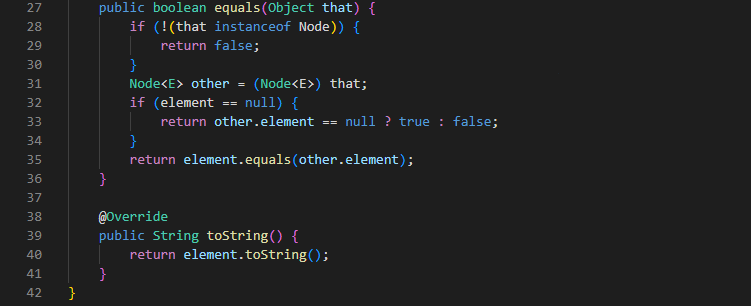 27 public boolean equals(Object that) {
28 if (!(that instanceof Node)) {
29 return false;
30 }
31 Node<E> other = (Node<E>) that;
32 if (element == null) {
33 return other.element == null ? true : false;
34 }
35 return element.equals(other.element);
36 }
37
38 @Override
39 public String toString() {
40 return element.toString();
41 }
42 }